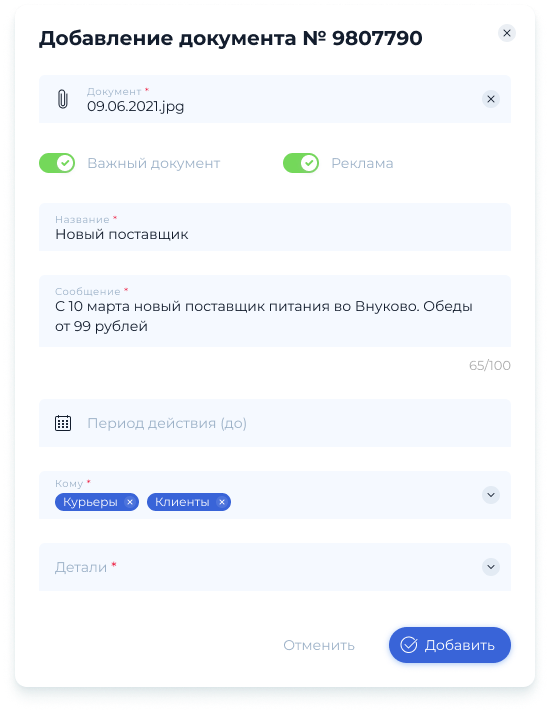 Добавление документа № 9807790
Документ *
09.06.2021.jpg
Важный документ
Реклама
Название *
Новый поставщик
Сообщение *
С 10 марта новый поставщик питания во Внуково. Обеды
от 99 рублей
65/100
Период действия (до)
Кому *
Курьеры Клиенты
Детали *
Отменить
Добавить